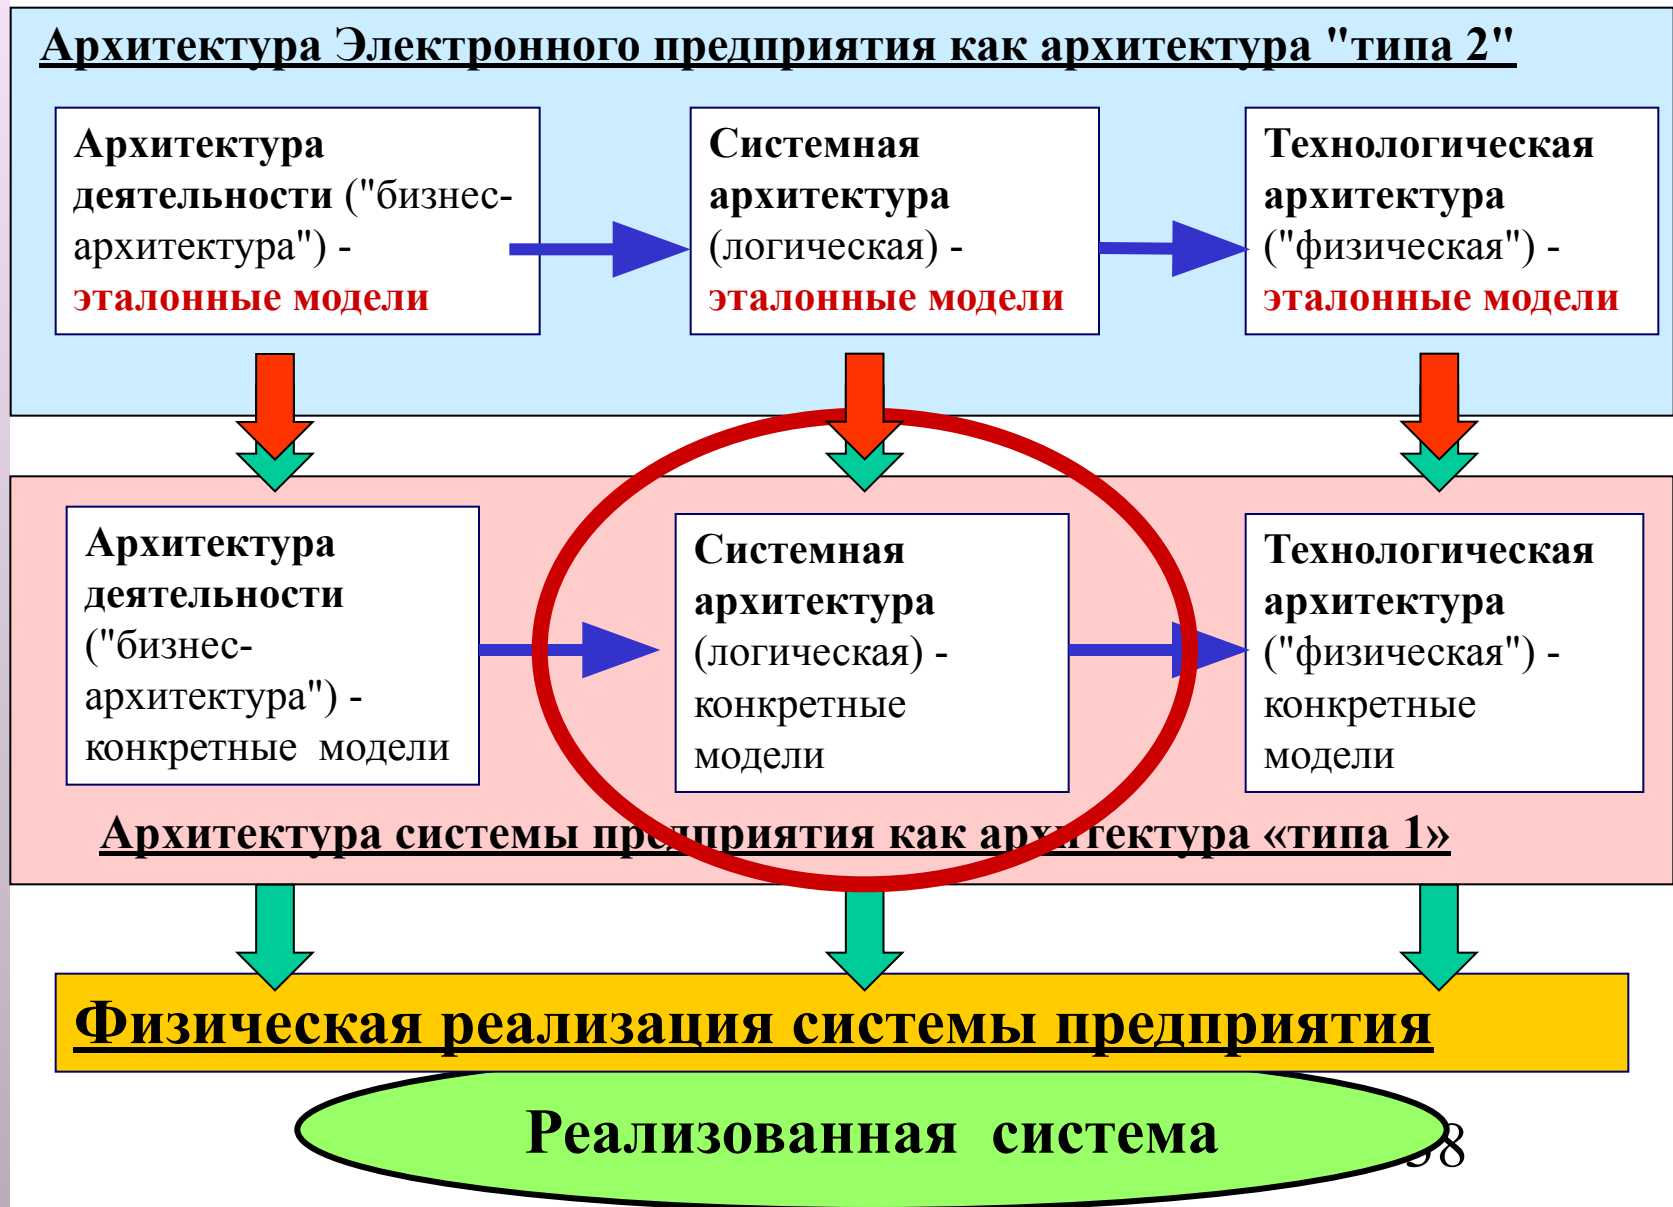 Архитектура Электронного предприятия как архитектура "типа 2"
Архитектура
деятельности ("бизнес-
архитектура") -
эталонные модели
Системная
архитектура
(логическая) -
эталонные модели
Технологическая
архитектура
("физическая") -
эталонные модели
Архитектура
деятельности
("бизнес-
архитектура") -
конкретные модели
Системная
архитектура
(логическая) -
конкретные
модели
Технологическая
архитектура
("физическая") -
конкретные
модели
Архитектура системы предприятия как архитектура «типа 1»
Физическая реализация системы предприятия
Реализованная система